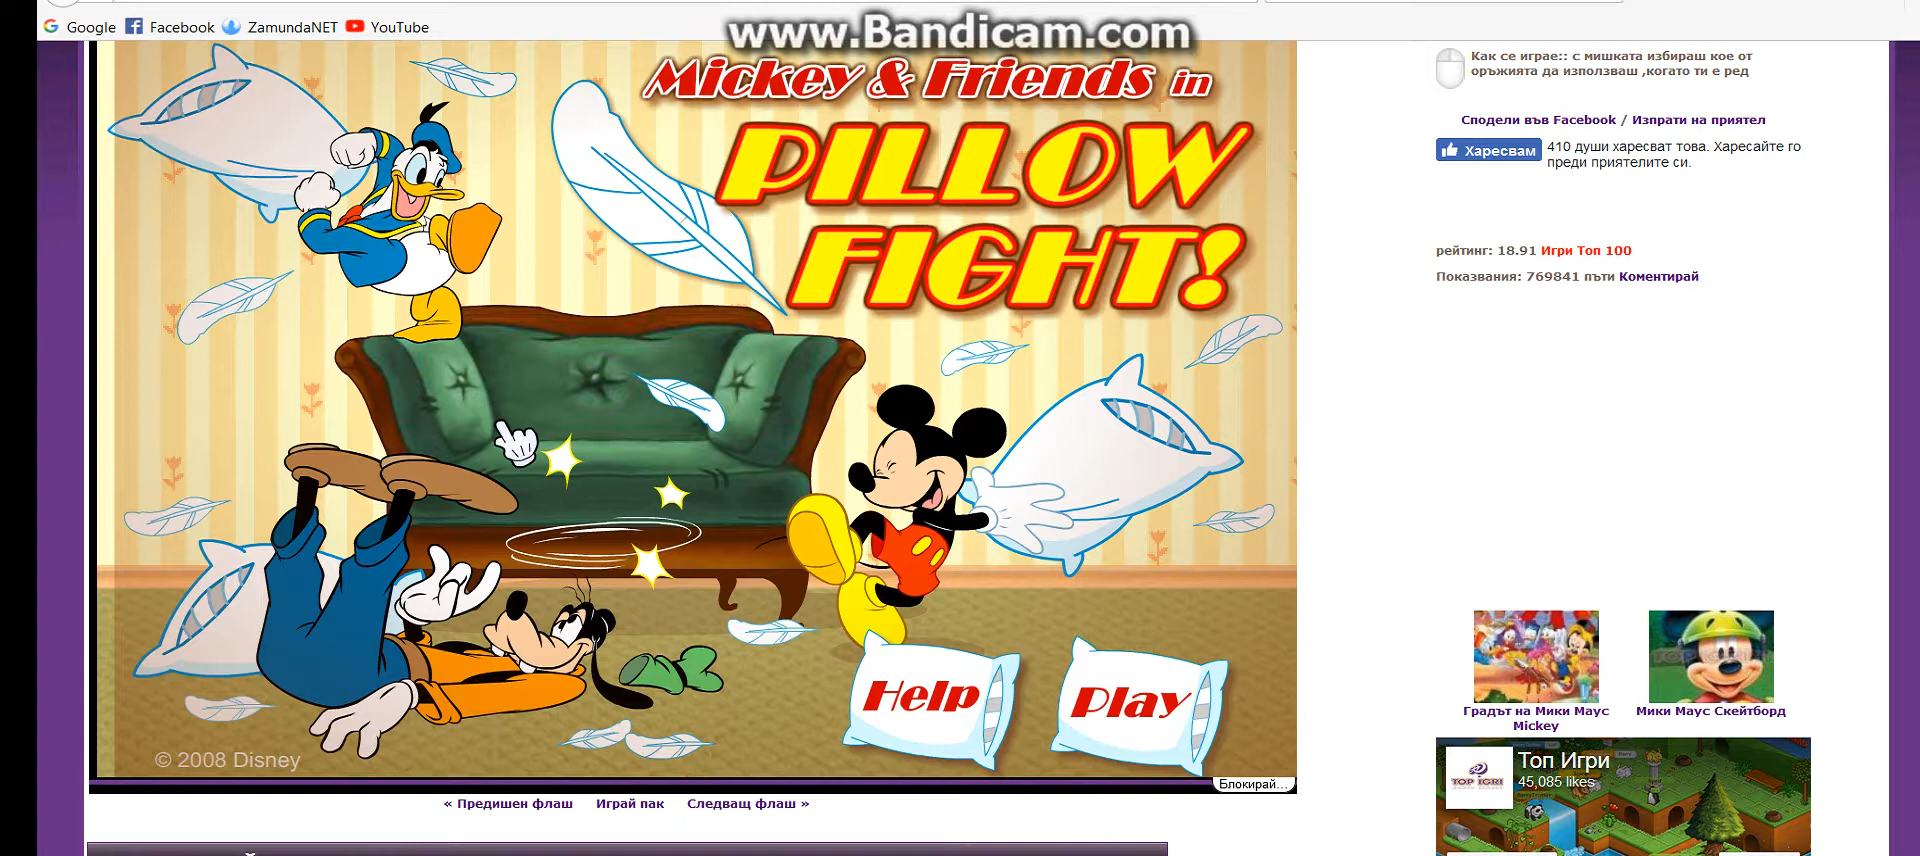 www.Bandicam.com
Google Facebook ZamundaNET YouTube
Mickey & Friends in
PILLOW
FIGHT!
Help
Play
© 2008 Disney
Блокирай...
« Предишен флаш Играй пак Следващ флаш »
Как се играе:: с мишката избираш кое от
оръжията да използваш ,когато ти е ред
Сподели във Facebook / Изпрати на приятел
Харесвам
410 души харесват това. Харесайте го
преди приятелите си.
рейтинг: 18.91 Игри Топ 100
Показвания: 769841 пъти Коментирай
Градът на Мики Маус
Mickey
Мики Маус Скейтборд
TOP IGRI
Топ Игри
45,085 likes